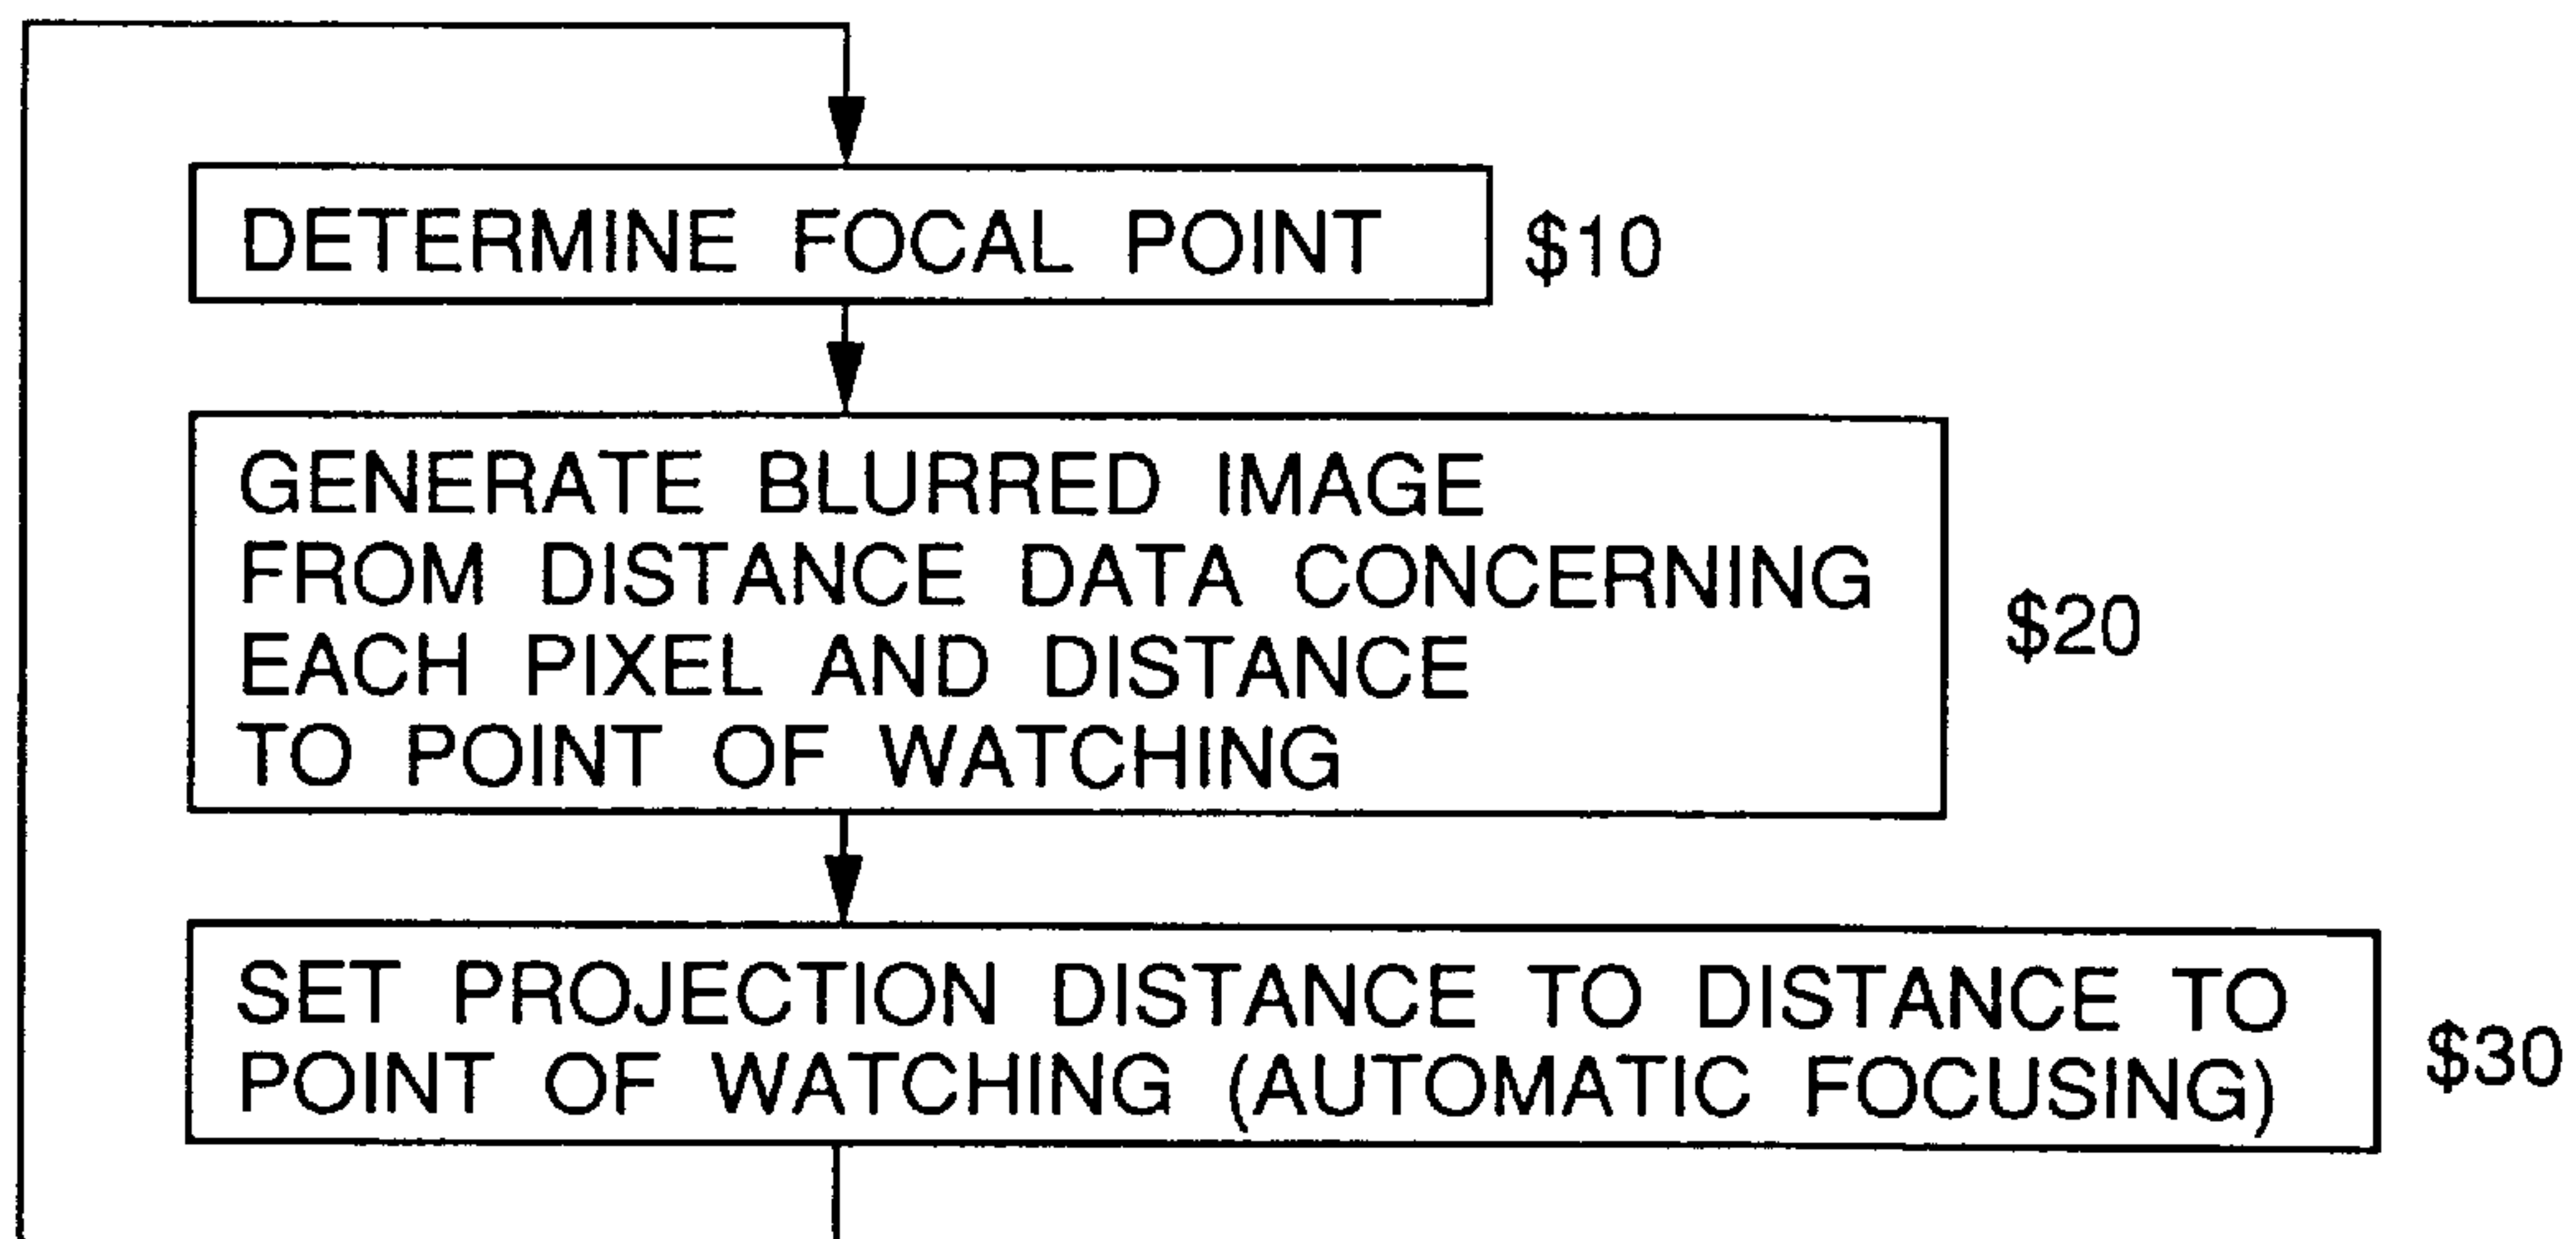 DETERMINE FOCAL POINT
$10
GENERATE BLURRED IMAGE
FROM DISTANCE DATA CONCERNING
EACH PIXEL AND DISTANCE
TO POINT OF WATCHING
$20
SET PROJECTION DISTANCE TO DISTANCE TO
POINT OF WATCHING (AUTOMATIC FOCUSING)
$30